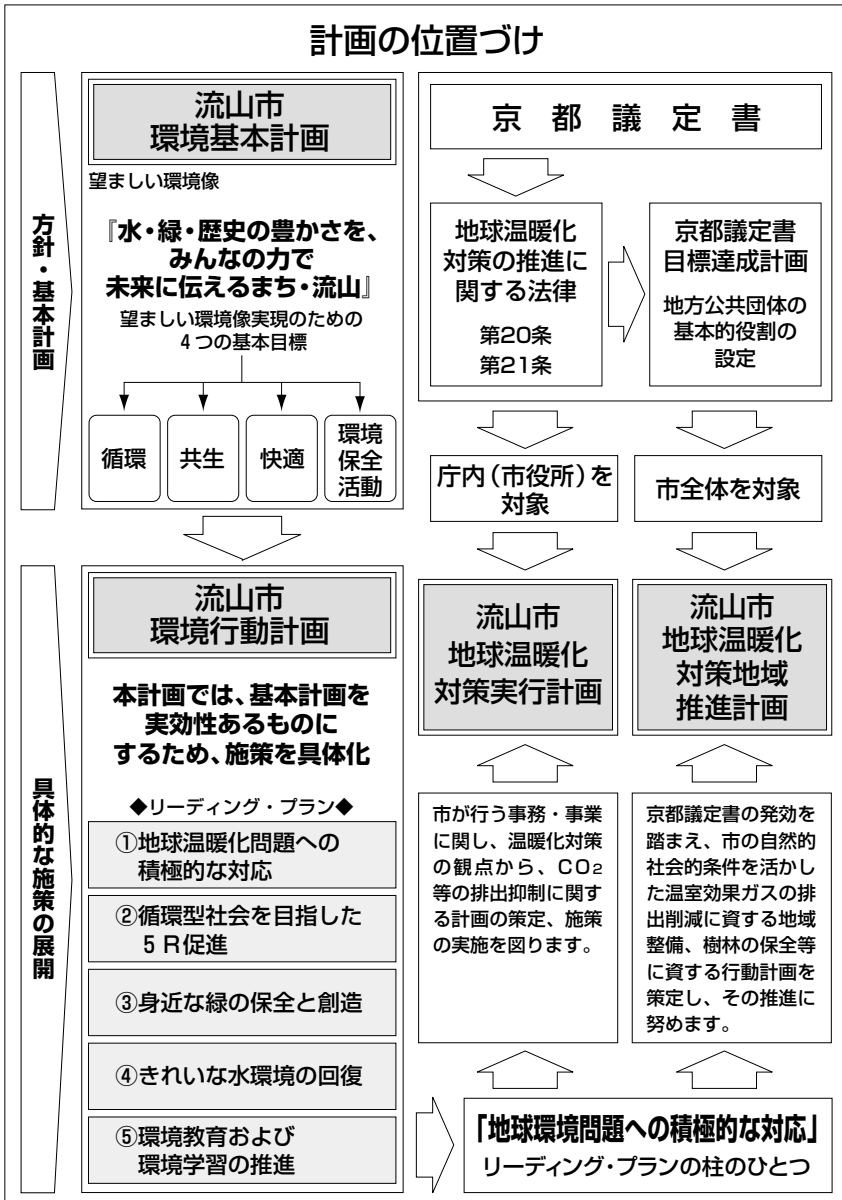 計画の位置づけ
方針・基本計画
流山市
環境基本計画
望ましい環境像
『水・緑・歴史の豊かさを、
みんなの力で
未来に伝えるまち・流山』
望ましい環境像実現のための
4つの基本目標
循環
共生
快適
環境
保全
活動
京都議定書
地球温暖化
対策の推進に
関する法律
第20条
第21条
京都議定書
目標達成計画
地方公共団体の
基本的役割の
設定
庁内(市役所)を
対象
市全体を対象
具体的な施策の展開
流山市
環境行動計画
本計画では、基本計画を
実効性あるものに
するため、施策を具体化
◆リーディング・プラン◆
①地球温暖化問題への
積極的な対応
②循環型社会を目指した
5R促進
③身近な緑の保全と創造
④きれいな水環境の回復
⑤環境教育および
環境学習の推進
流山市
地球温暖化
対策実行計画
流山市
地球温暖化
対策地域
推進計画
市が行う事務・事業
に関し、温暖化対策
の観点から、CO2
等の排出抑制に関す
る計画の策定、施策
の実施を図ります。
京都議定書の発効を
踏まえ、市の自然的
社会的条件を活かし
た温室効果ガスの排
出削減に資する地域
整備、樹林の保全等
に資する行動計画を
策定し、その推進に
努めます。
「地球環境問題への積極的な対応」
リーディング・プランの柱のひとつ